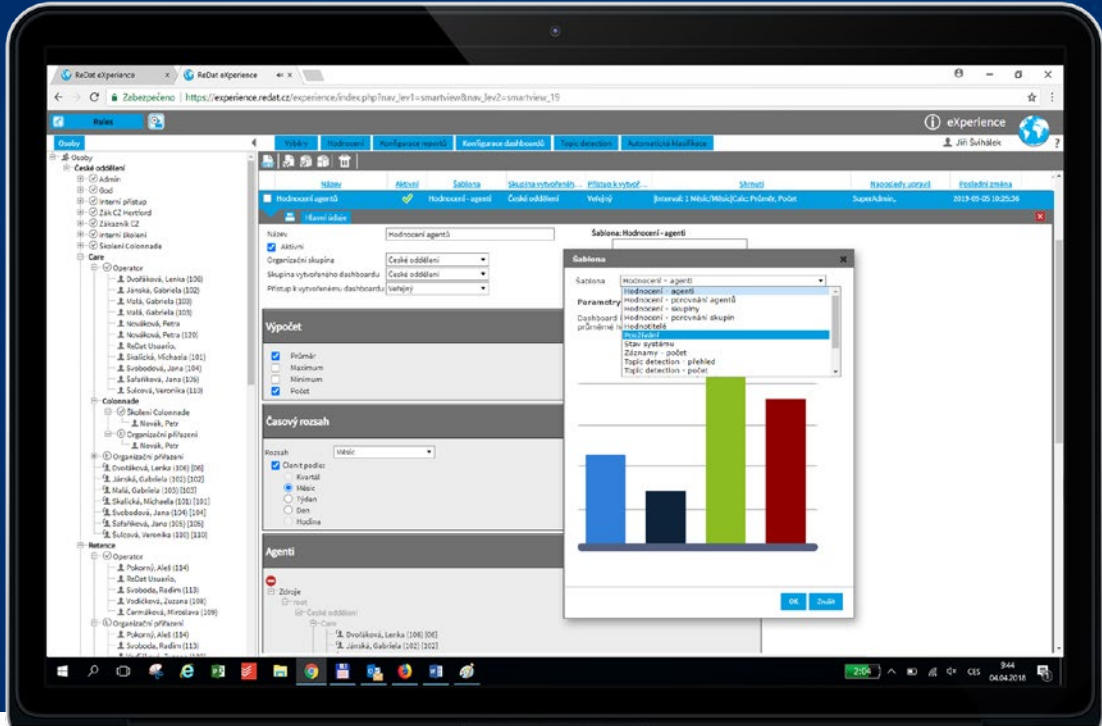 ReDat eXperience
ReDat eXperience
Zabezpečeno | https://experience.redat.cz/experience/index.php?nav_lev1=smartview&nav_lev2=smartview_19
Rules
eXperience
Osoby
Výběry
Hodnocení
Konfigurace reportů
Konfigurace dashboardů
Topic detection
Automatická klasifikace
Jiří Švihálek
?
Osoby
České oddělení
Admin
God
Interní přístup
Zák CZ Hertford
Zákazník CZ
interní školení
Školení Colonnade
Care
Operator
Dvořáková, Lenka (106)
Jánská, Gabriela (102)
Malá, Gabriela (103)
Malá, Gabriela (103)
Nováková, Petra
Nováková, Petra (120)
ReDat Usuario,
Skalická, Michaela (101)
Svobodová, Jana (104)
Šafaříková, Jana (105)
Šulcová, Veronika (110)
Colonnade
Školení Colonnade
Novák, Petr
Organizační přiřazení
Novák, Petr
Organizační přiřazení
Dvořáková, Lenka (106) [06]
Jánská, Gabriela (102) [102]
Malá, Gabriela (103) [103]
Skalická, Michaela (101) [101]
Svobodová, Jana (104) [104]
Šafaříková, Jana (105) [105]
Šulcová, Veronika (110) [110]
Retence
Operator
Pokorný, Aleš (114)
ReDat Usuario,
Svoboda, Radim (113)
Vodičková, Zuzana (108)
Čermáková, Miroslava (109)
Organizační přiřazení
Pokorný, Aleš (114)
Svoboda, Radim (113)
Název
Aktivní
Šablona
Skupina vytvořenéh...
Přístup k vytvoř...
Shrnutí
Naposledy upravil
Poslední změna
Hodnocení agentů
Hodnocení - agenti
České oddělení
Veřejný
[Interval: 1 Měsíc/Měsíc]Calc: Průměr, Počet
SuperAdmin,
2019-03-05 10:25:36
Hlavní údaje
Název
Hodnocení agentů
Aktivní
Organizační skupina
České oddělení
Skupina vytvořeného dashboardu
České oddělení
Přístup k vytvořenému dashboardu
Veřejný
Šablona: Hodnocení - agenti
Výpočet
Průměr
Maximum
Minimum
Počet
Časový rozsah
Rozsah
Měsíc
Členit podle:
Kvartál
Měsíc
Týden
Den
Hodina
Agenti
Zdroje
root
České oddělení
Care
Dvořáková, Lenka (106) [06]
Jánská, Gabriela (102) [102]
Šablona
Šablona
Hodnocení - agenti
Hodnocení - agenti
Hodnocení - porovnání agentů
Hodnocení - skupiny
Hodnocení - porovnání skupin
Hodnotitelé
Používání
Stav systému
Záznamy - počet
Topic detection - přehled
Topic detection - počet
Parametry
Dashboard
průměrné
OK
Zrušit
2:04
CES
9:44
04.04.2018